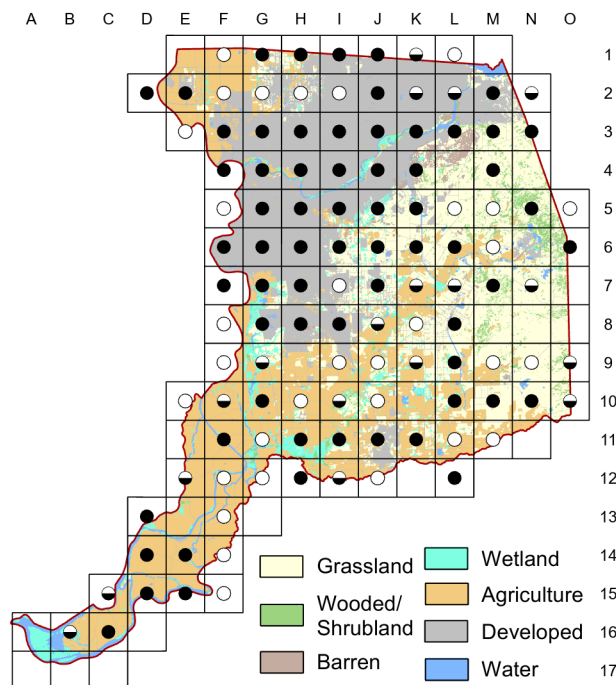 A B C D E F G H I J K L M N O
1
2
3
4
5
6
7
8
9
10
11
12
13
14
15
16
17
Grassland
Wooded/
Shrubland
Barren
Wetland
Agriculture
Developed
Water